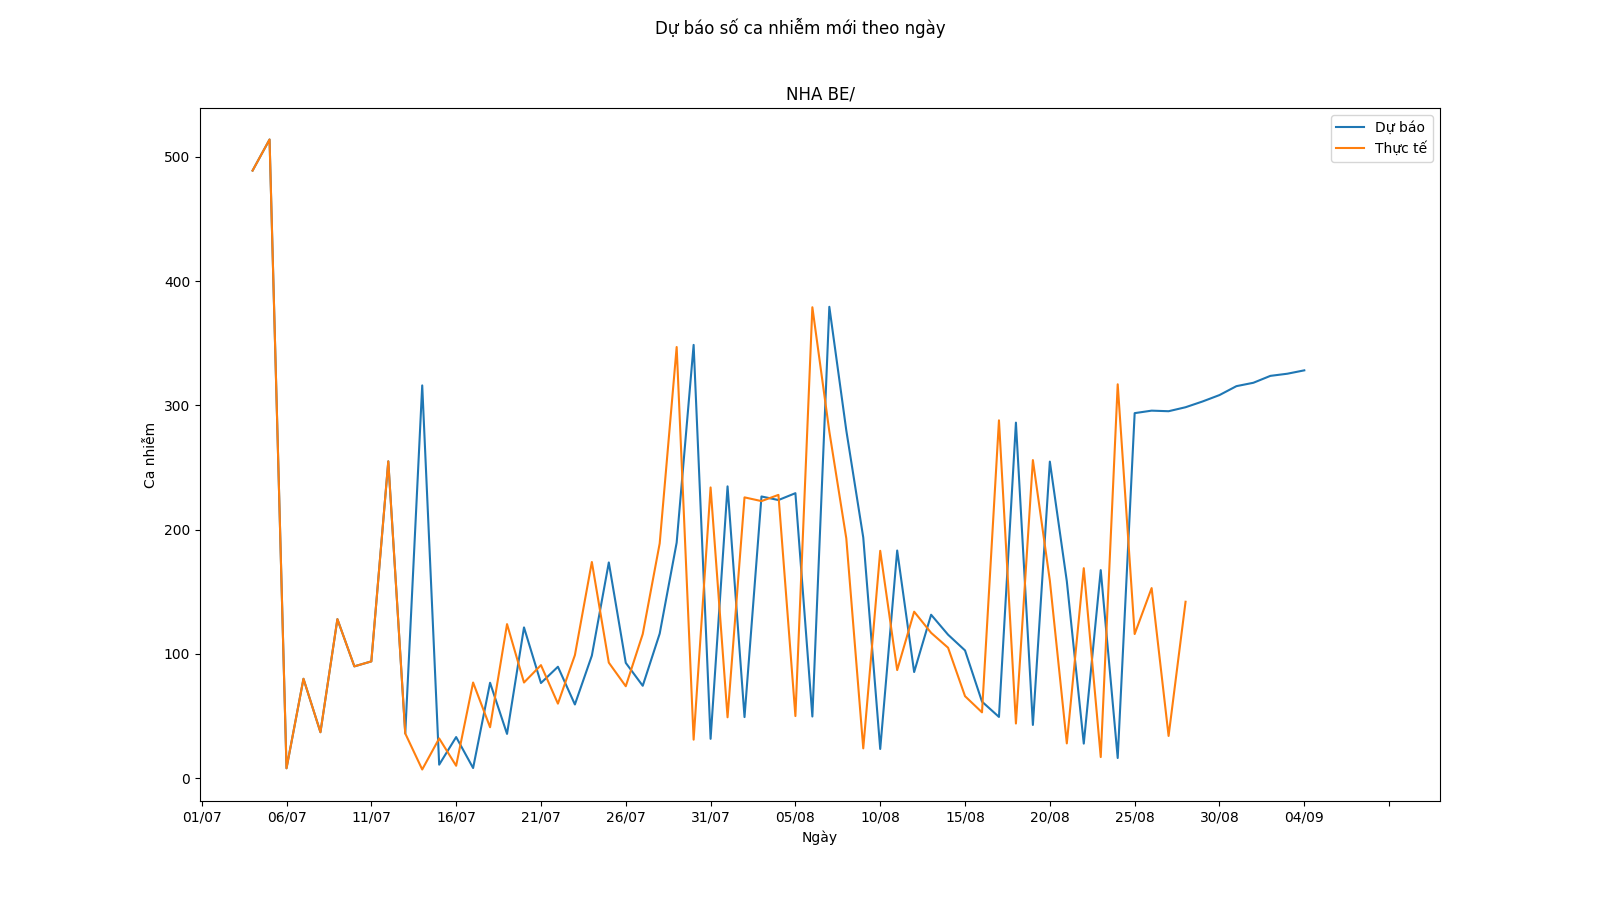 Dự báo số ca nhiễm mới theo ngày
NHA BE/
Dự báo
Thực tế
500
400
300
200
100
0
Ca nhiễm
01/07 06/07 11/07 16/07 21/07 26/07 31/07 05/08 10/08 15/08 20/08 25/08 30/08 04/09
Ngày